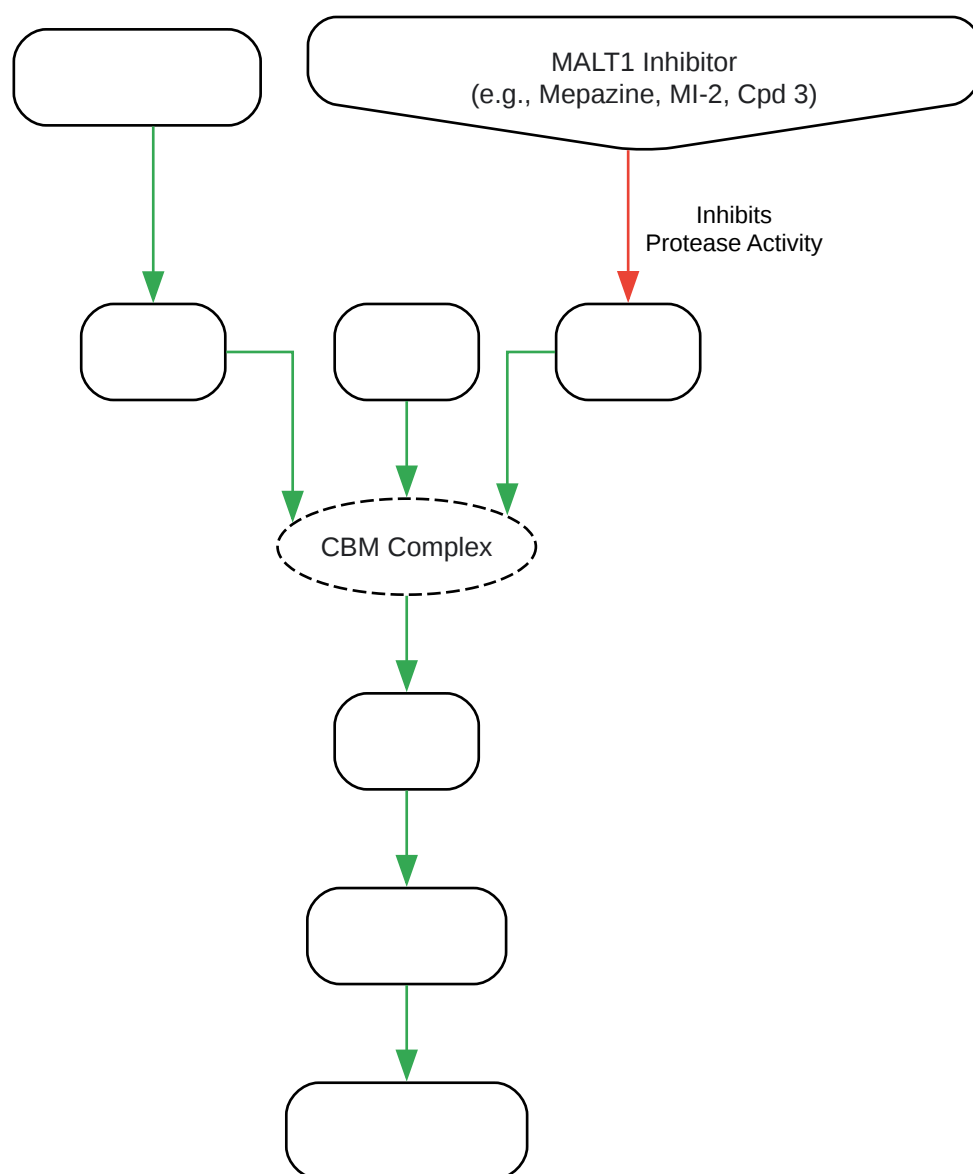 MALT1 Inhibitor
(e.g., Mepazine, MI-2, Cpd 3)
Inhibits
Protease Activity
CBM Complex